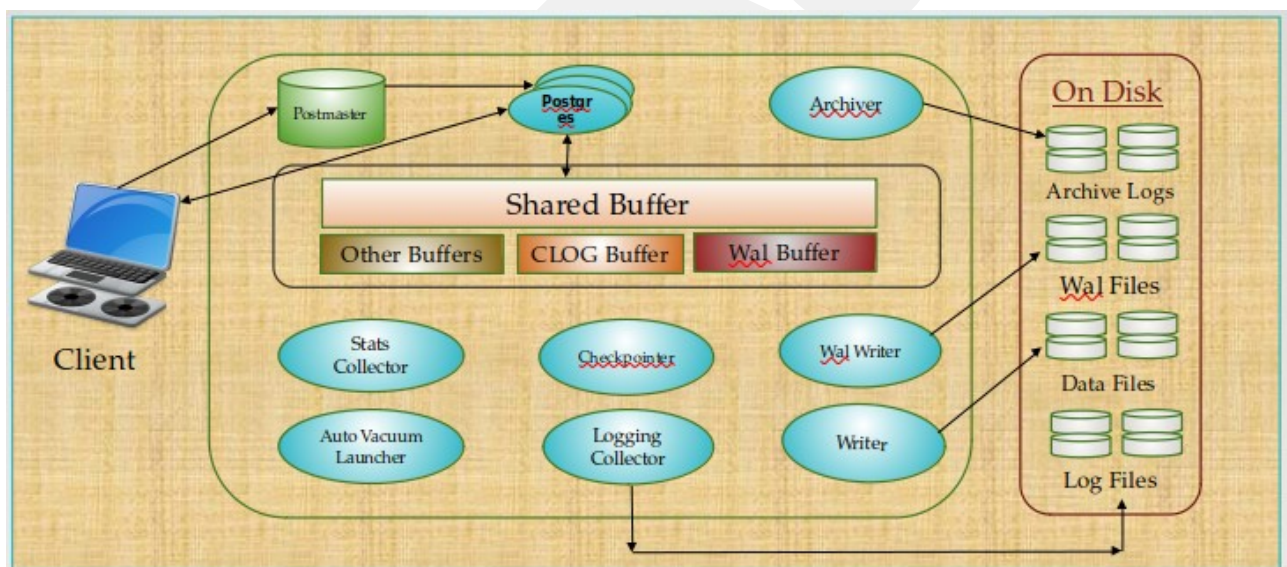 Postmaster
Postgr
es
Archiver
On Disk
Archive Logs
Shared Buffer
Other Buffers
CLOG Buffer
Wal Buffer
Wal Files
Client
Stats
Collector
Checkpointer
Wal Writer
Data Files
Auto Vacuum
Launcher
Logging
Collector
Writer
Log Files